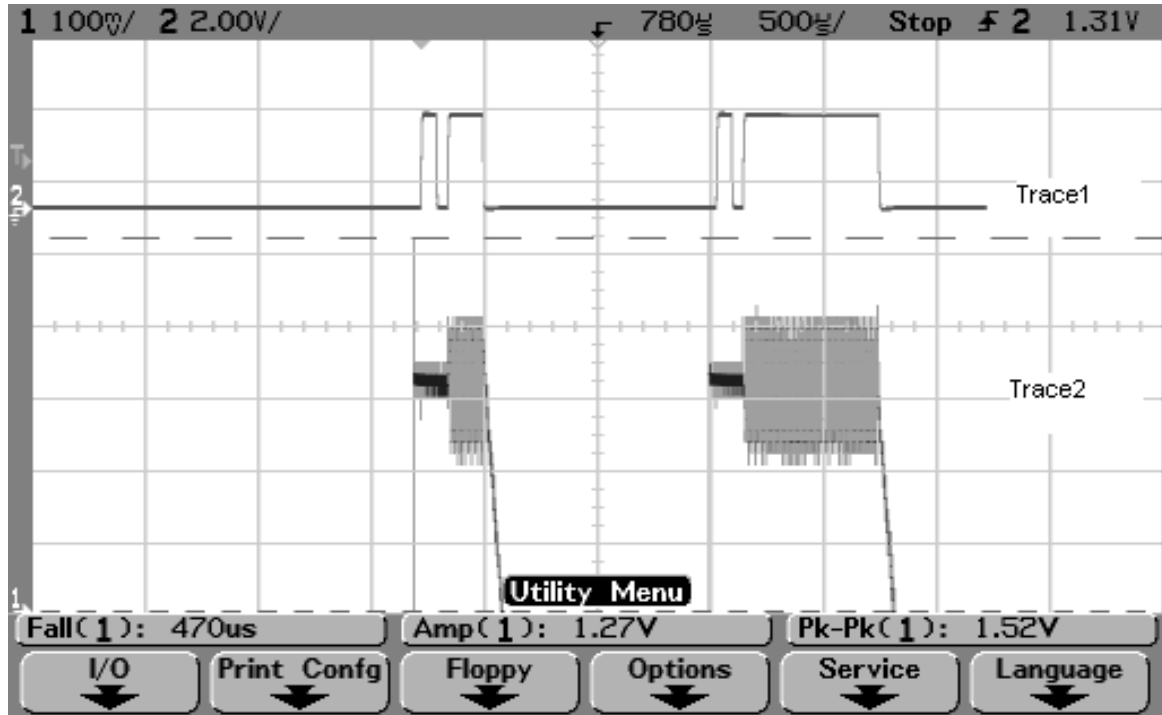 1 100mV/ 2 2.00V/ 780us 500us/ Stop 2 1.31V
T
2
Trace1
Trace2
1
Utility Menu
Fall(1): 470us Amp(1): 1.27V Pk-Pk(1): 1.52V
I/O Print Confg Floppy Options Service Language